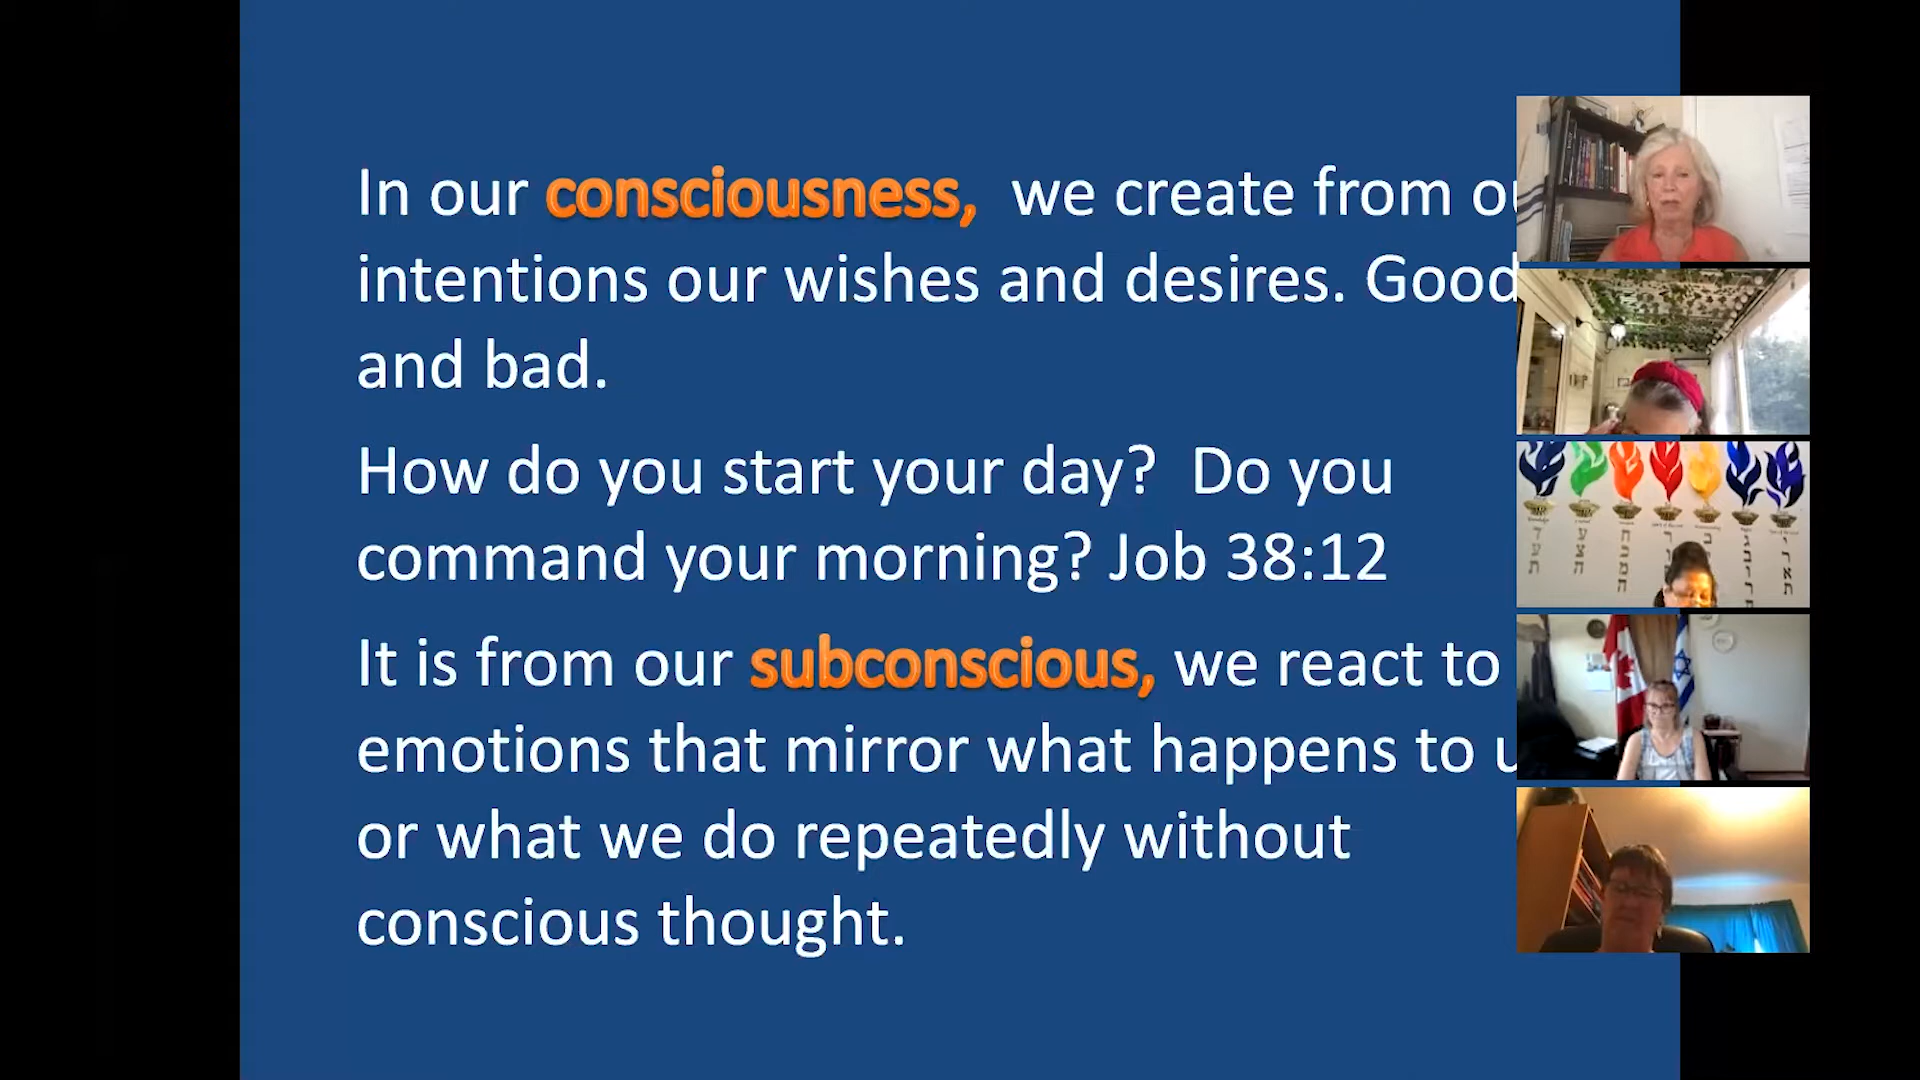 In our consciousness, we create from
intentions our wishes and desires. Good
and bad.
How do you start your day? Do you
command your morning? Job 38:12
It is from our subconscious, we react to
emotions that mirror what happens to
or what we do repeatedly without
conscious thought.